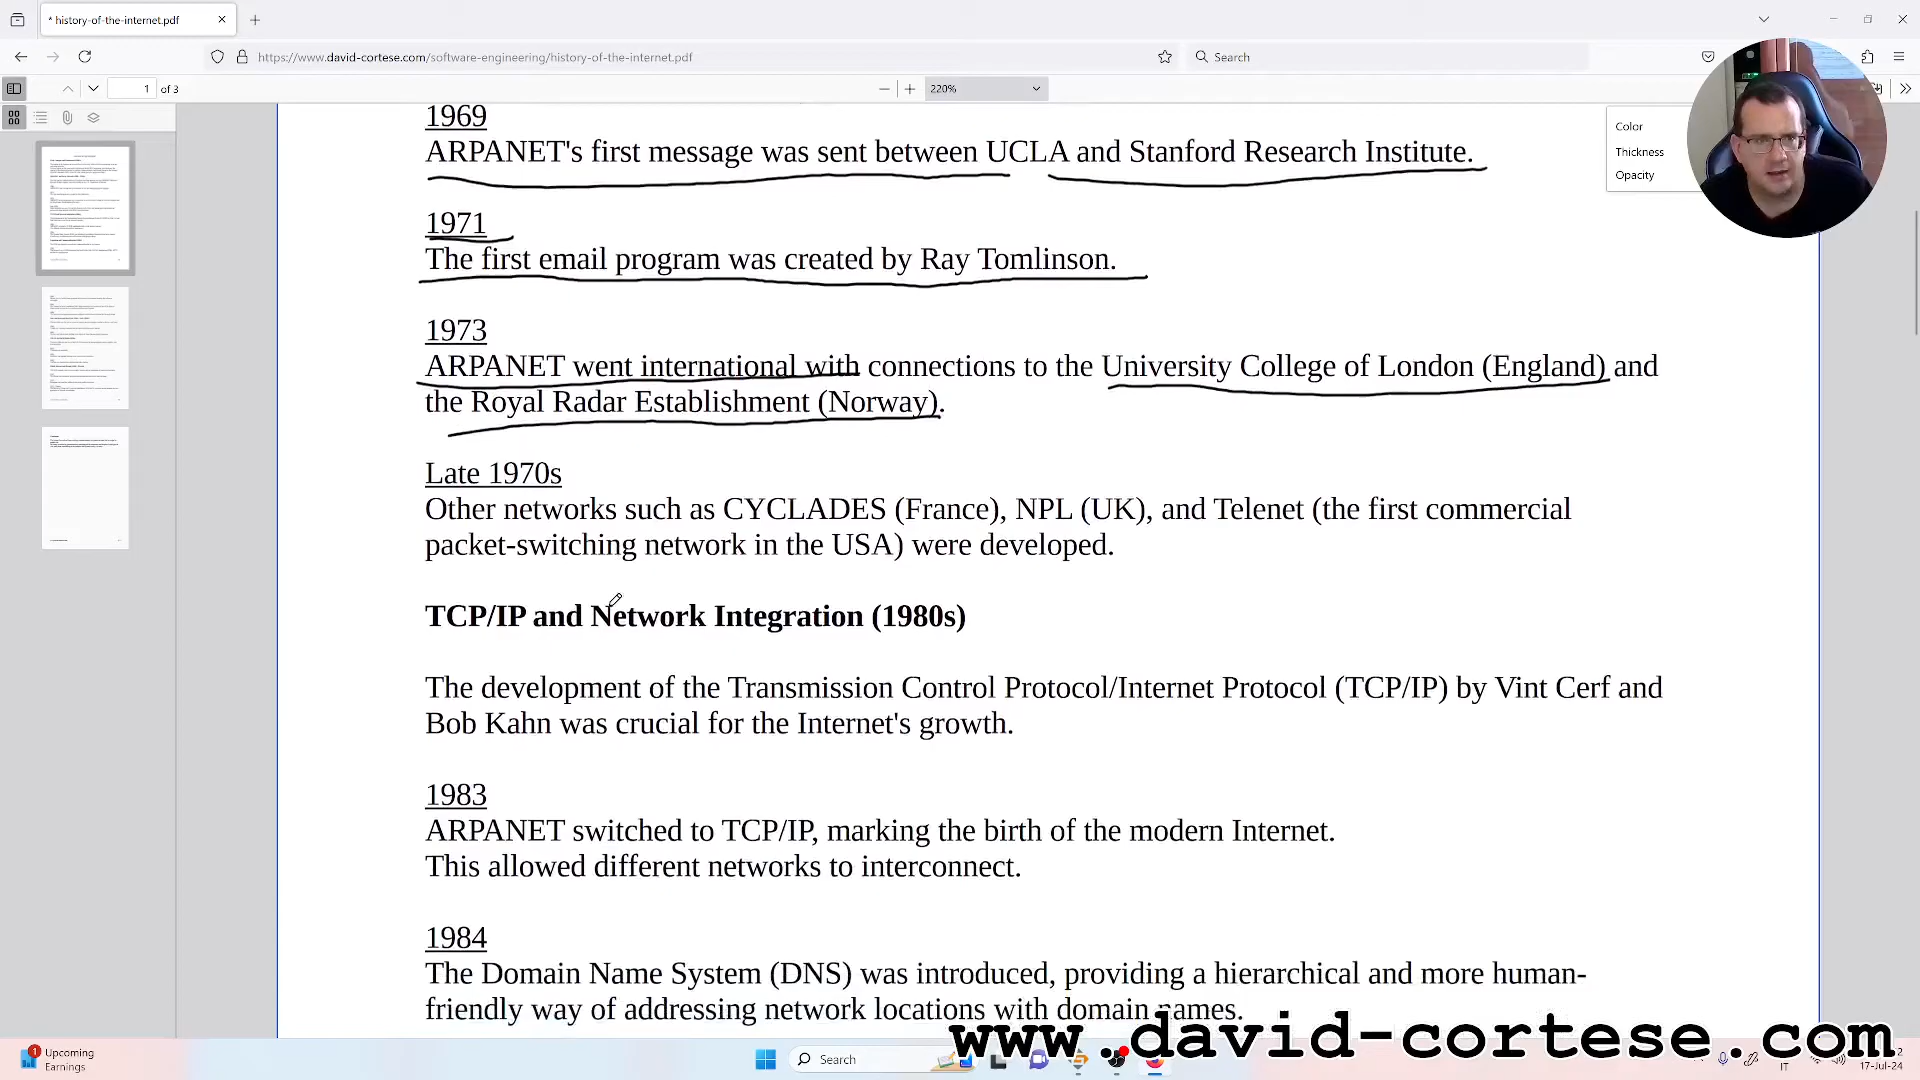 * history-of-the-internet.pdf
https://www.david-cortese.com/software-engineering/history-of-the-internet.pdf
Search
1 of 3
220%
Color
Thickness
Opacity
1969
ARPANET's first message was sent between UCLA and Stanford Research Institute.
1971
The first email program was created by Ray Tomlinson.
1973
ARPANET went international with connections to the University College of London (England) and
the Royal Radar Establishment (Norway).
Late 1970s
Other networks such as CYCLADES (France), NPL (UK), and Telenet (the first commercial
packet-switching network in the USA) were developed.
TCP/IP and Network Integration (1980s)
The development of the Transmission Control Protocol/Internet Protocol (TCP/IP) by Vint Cerf and
Bob Kahn was crucial for the Internet's growth.
1983
ARPANET switched to TCP/IP, marking the birth of the modern Internet.
This allowed different networks to interconnect.
1984
The Domain Name System (DNS) was introduced, providing a hierarchical and more human-
friendly way of addressing network locations with domain names.
www.david-cortese.com
1
Upcoming
Earnings
Search
IT
17-Jul-24